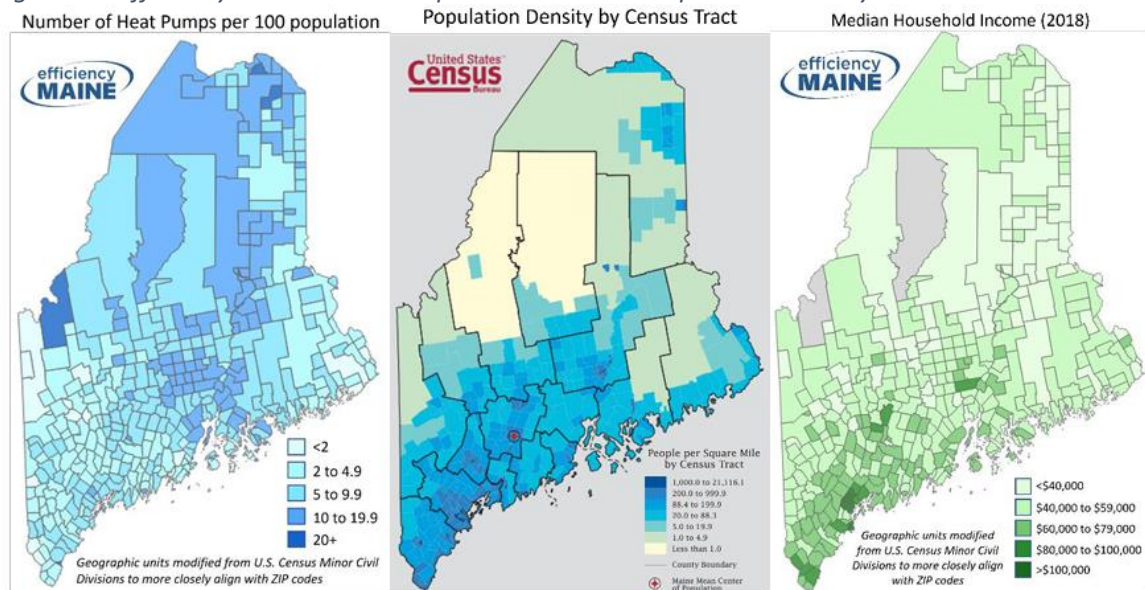 Number of Heat Pumps per 100 population
efficiency
MAINE
<2
2 to 4.9
5 to 9.9
10 to 19.9
20+
Geographic units modified from U.S. Census Minor Civil
Divisions to more closely align with ZIP codes
Population Density by Census Tract
United States
Census
Bureau
People per Square Mile
by Census Tract
1,000.0 to 21,116.1
200.0 to 999.9
88.4 to 199.9
20.0 to 88.3
5.0 to 19.9
1.0 to 4.9
Less than 1.0
County Boundary
Maine Mean Center
of Population
Median Household Income (2018)
efficiency
MAINE
<$40,000
$40,000 to $59,000
$60,000 to $79,000
$80,000 to $100,000
>$100,000
Geographic units modified
from U.S. Census Minor Civil
Divisions to more closely align
with ZIP codes